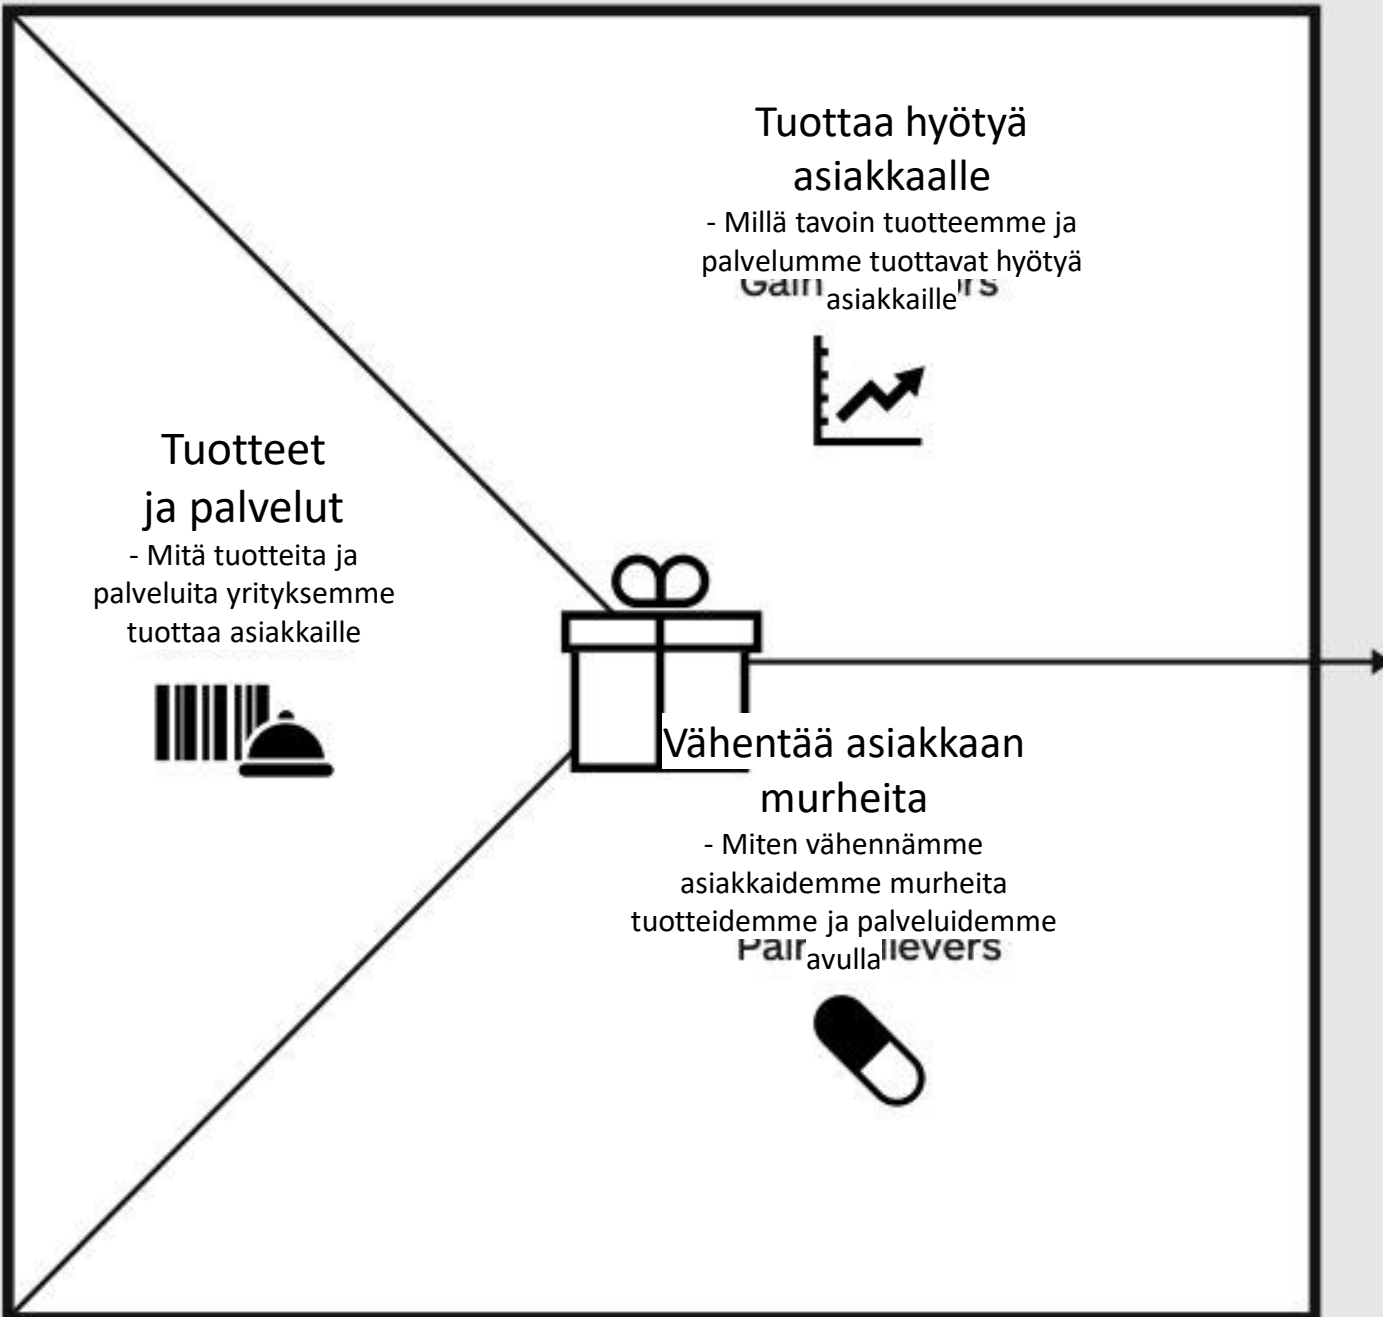 Tuottaa hyötyä
asiakkaalle
- Millä tavoin tuotteemme ja
palvelumme tuottavat hyötyä
asiakkaille
Tuotteet
ja palvelut
- Mitä tuotteita ja
palveluita yrityksemme
tuottaa asiakkaille
Vähentää asiakkaan
murheita
- Miten vähennämme
asiakkaidemme murheita
tuotteidemme ja palveluidemme
avulla